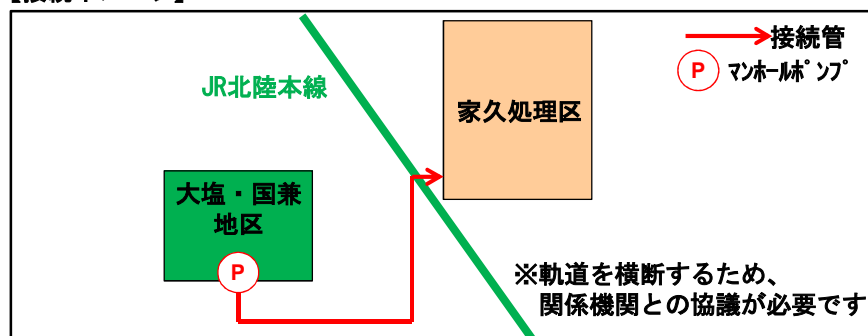 接続管
P マンホールポンプ
JR北陸本線
家久処理区
大塩・国兼
地区
P
※軌道を横断するため、
関係機関との協議が必要です